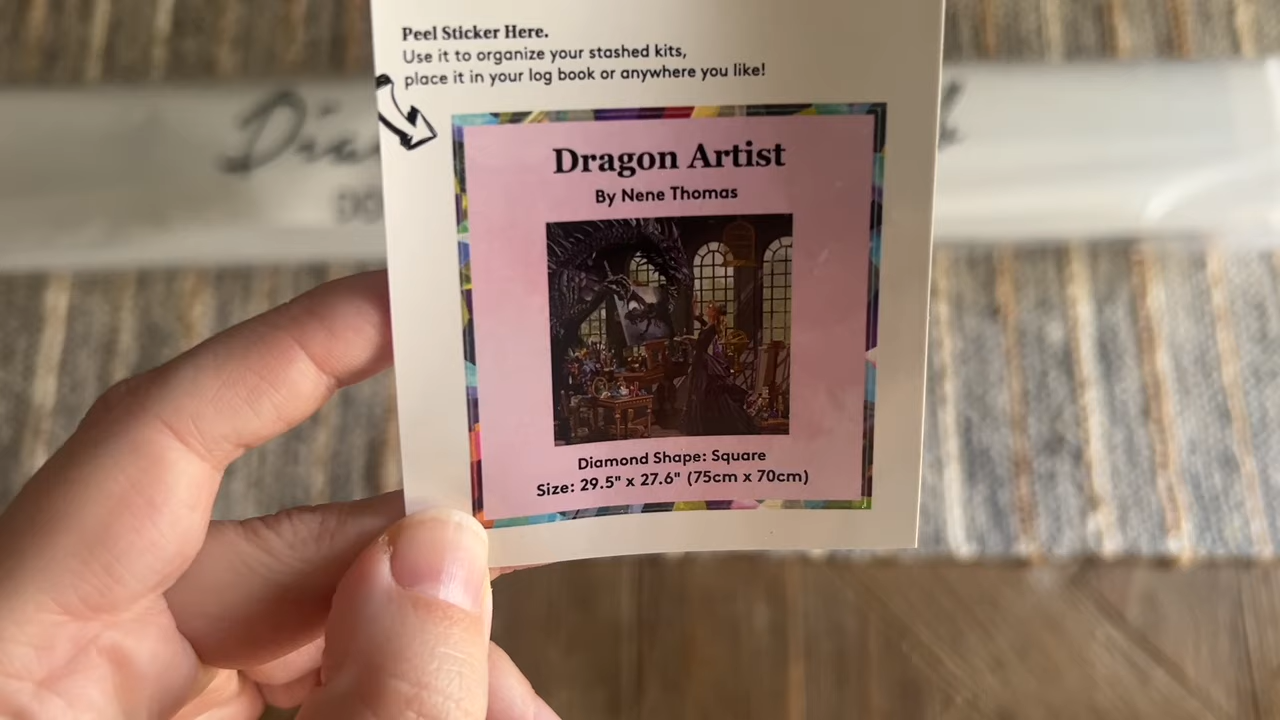 Peel Sticker Here.
Use it to organize your stashed kits,
place it in your log book or anywhere you like!
Dragon Artist
By Nene Thomas
Diamond Shape: Square
Size: 29.5" x 27.6" (75cm x 70cm)